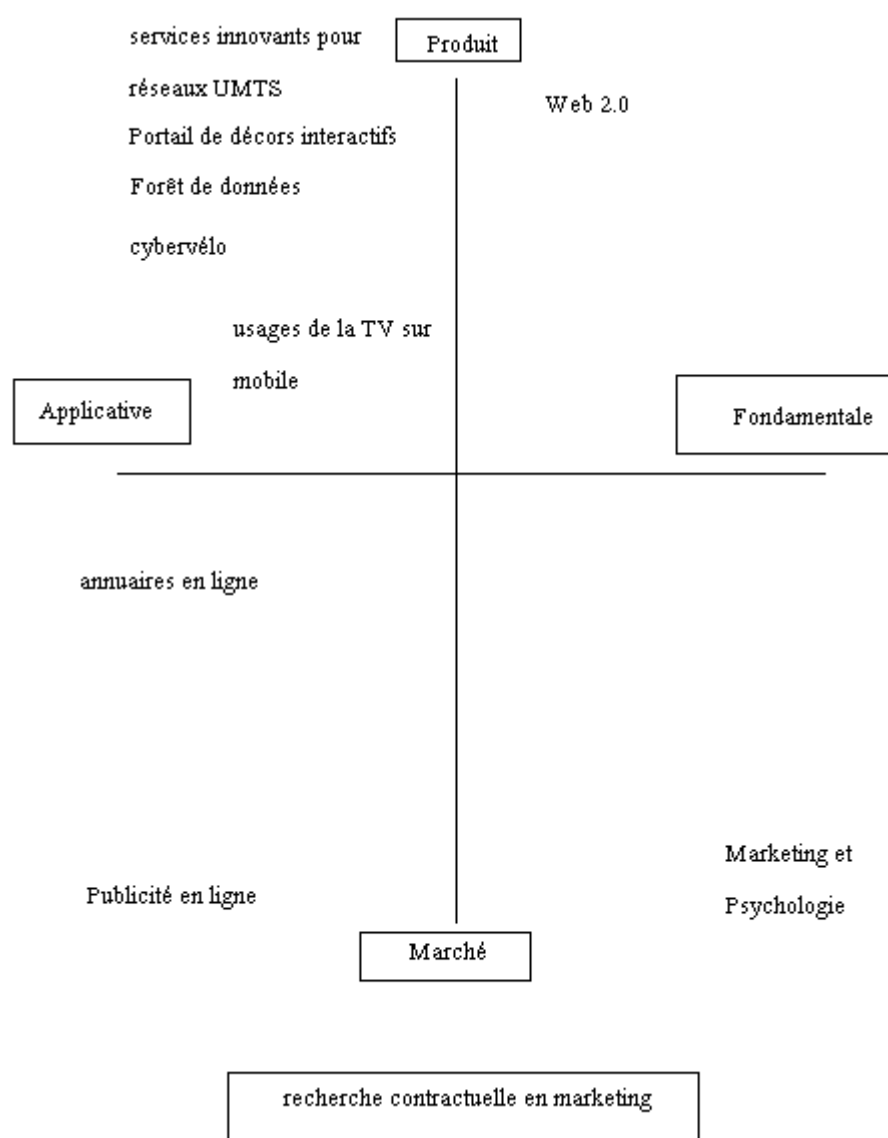 services innovants pour
Produit
réseaux UMTS
Web 2.0
Portail de décors interactifs
Forêt de données
cybervélo
usages de la TV sur
mobile
Applicative
Fondamentale
annuaires en ligne
Marketing et
Publicité en ligne
Psychologie
Marché
recherche contractuelle en marketing